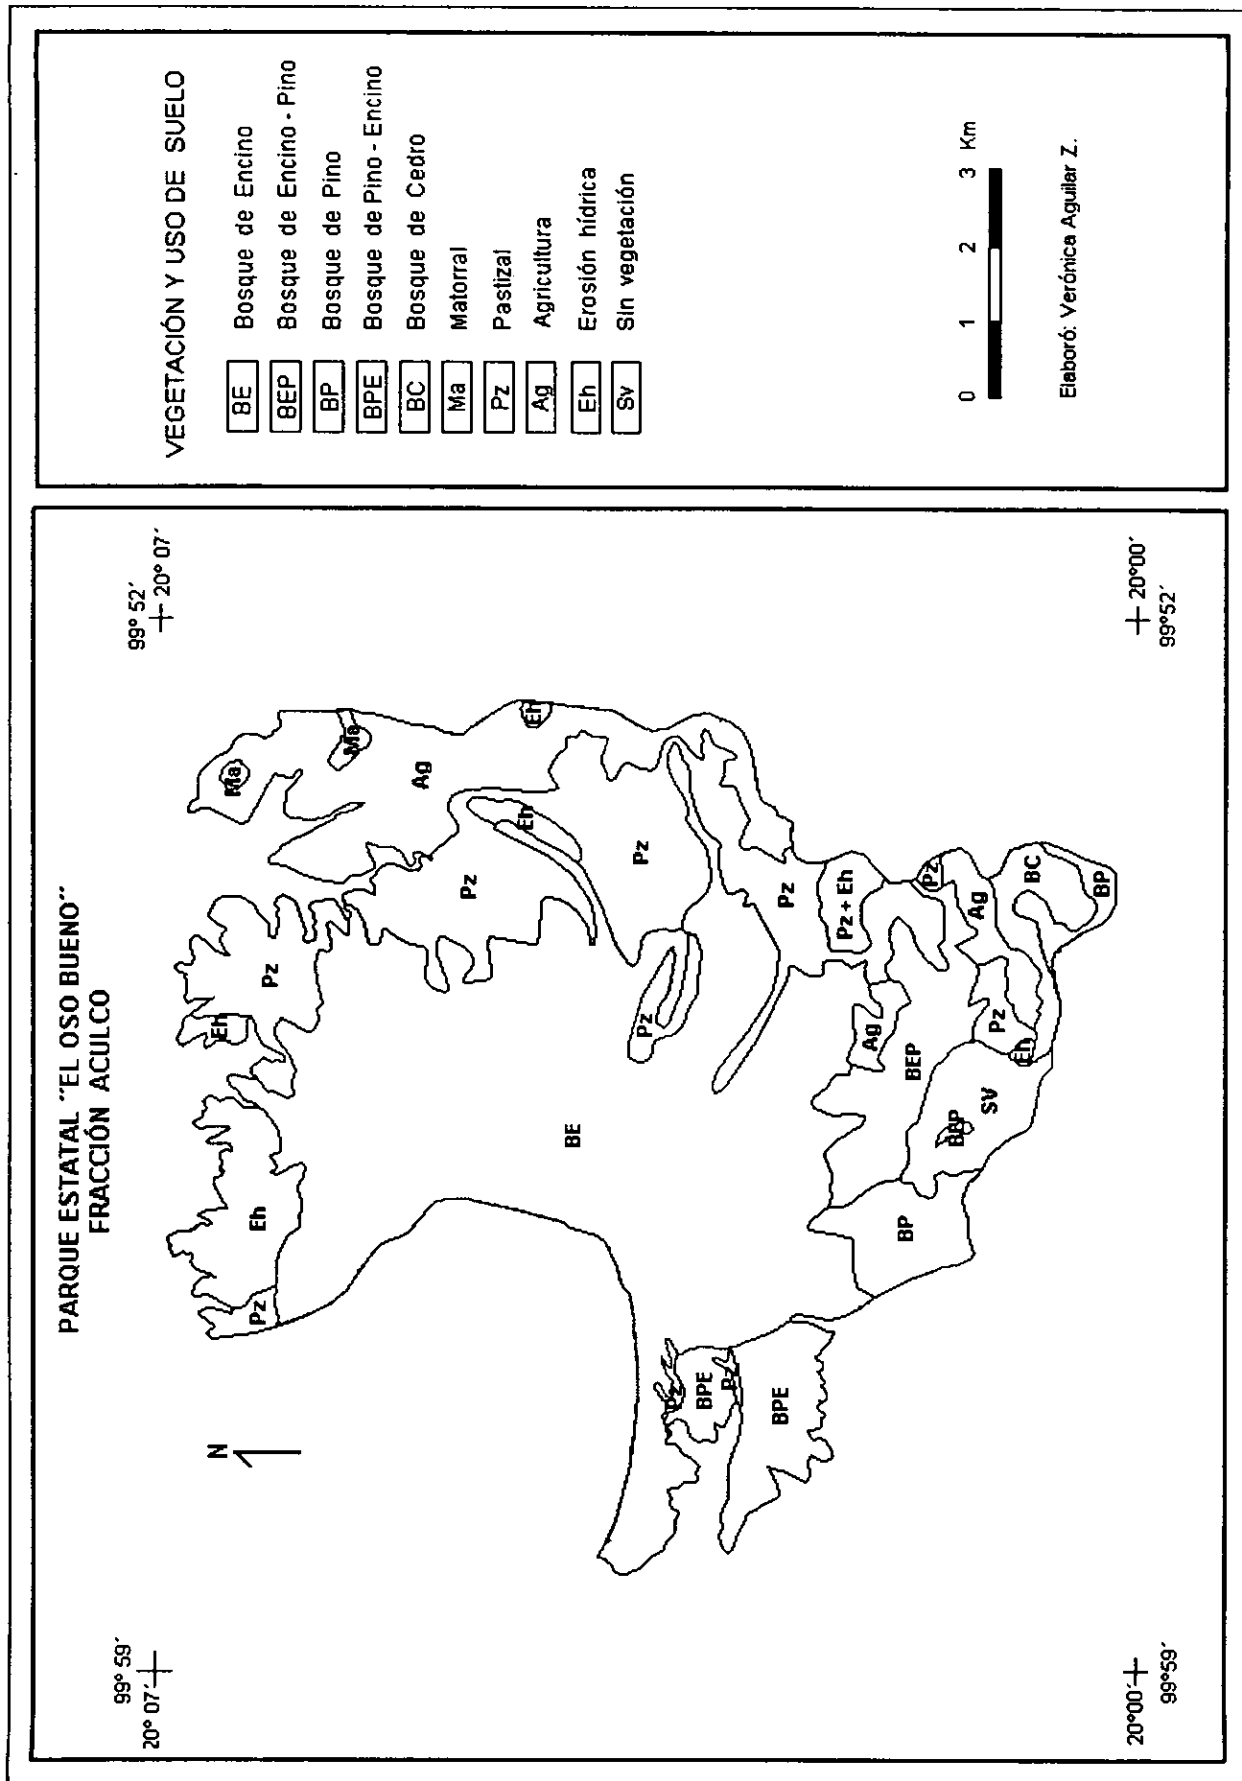 PARQUE ESTATAL ¨EL OSO BUENO¨
FRACCIÓN ACULCO
99° 59´
20° 07´
99° 52´
20° 07´
N
Pz
Eh
Eh
Pz
Ma
Ma
Ag
Eh
Pz
Eh
Pz
BE
Pz
Pz
BPE
Pz
BPE
Pz
Pz + Eh
Ag
BEP
BP
Pz
Ag
BEP
SV
Pz
Eh
BC
BP
20°00´
99°59´
20°00´
99°52´
VEGETACIÓN Y USO DE SUELO
BE Bosque de Encino
BEP Bosque de Encino - Pino
BP Bosque de Pino
BPE Bosque de Pino - Encino
BC Bosque de Cedro
Ma Matorral
Pz Pastizal
Ag Agricultura
Eh Erosión hídrica
Sv Sin vegetación
0 1 2 3 Km
Elaboró: Verónica Aguilar Z.